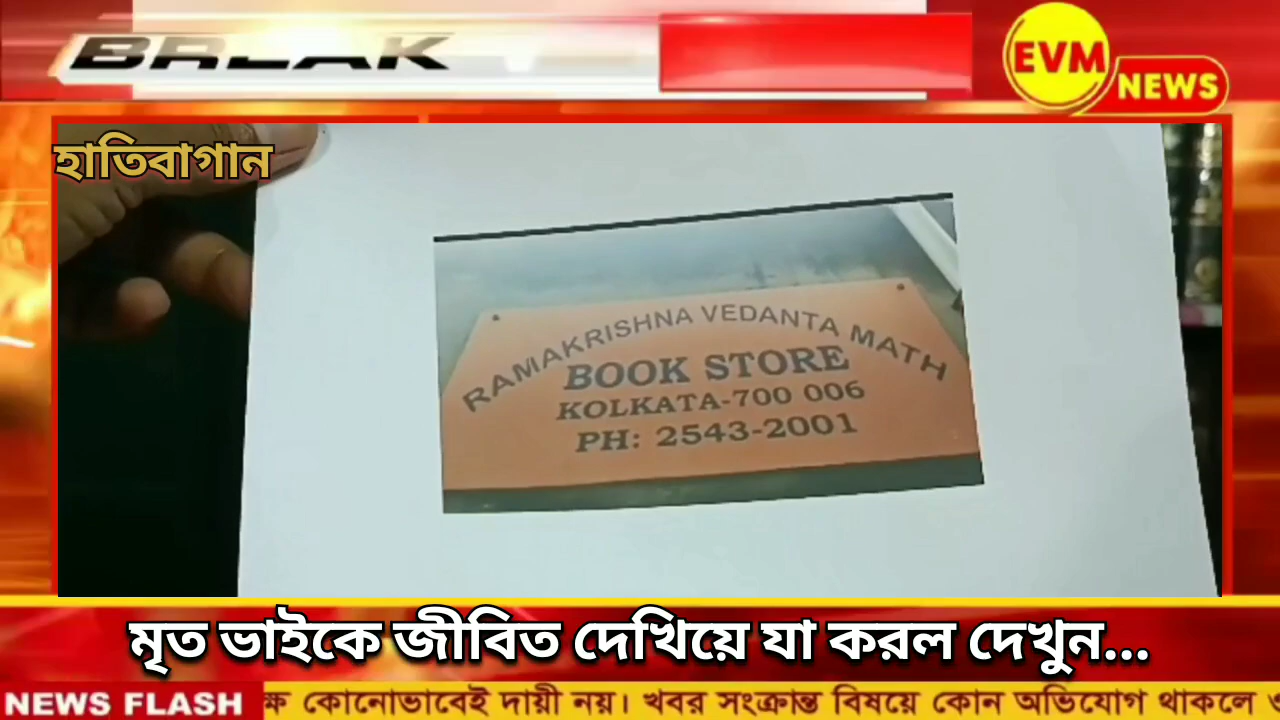 BREAK
EVM
NEWS
হাতিবাগান
RAMAKRISHNA VEDANTA MATH
BOOK STORE
KOLKATA-700 006
PH: 2543-2001
মৃত ভাইকে জীবিত দেখিয়ে যা করল দেখুন...
NEWS FLASH
কোনোভাবেই দায়ী নয়। খবর সংক্রান্ত বিষয়ে কোন অভিযোগ থাকলে